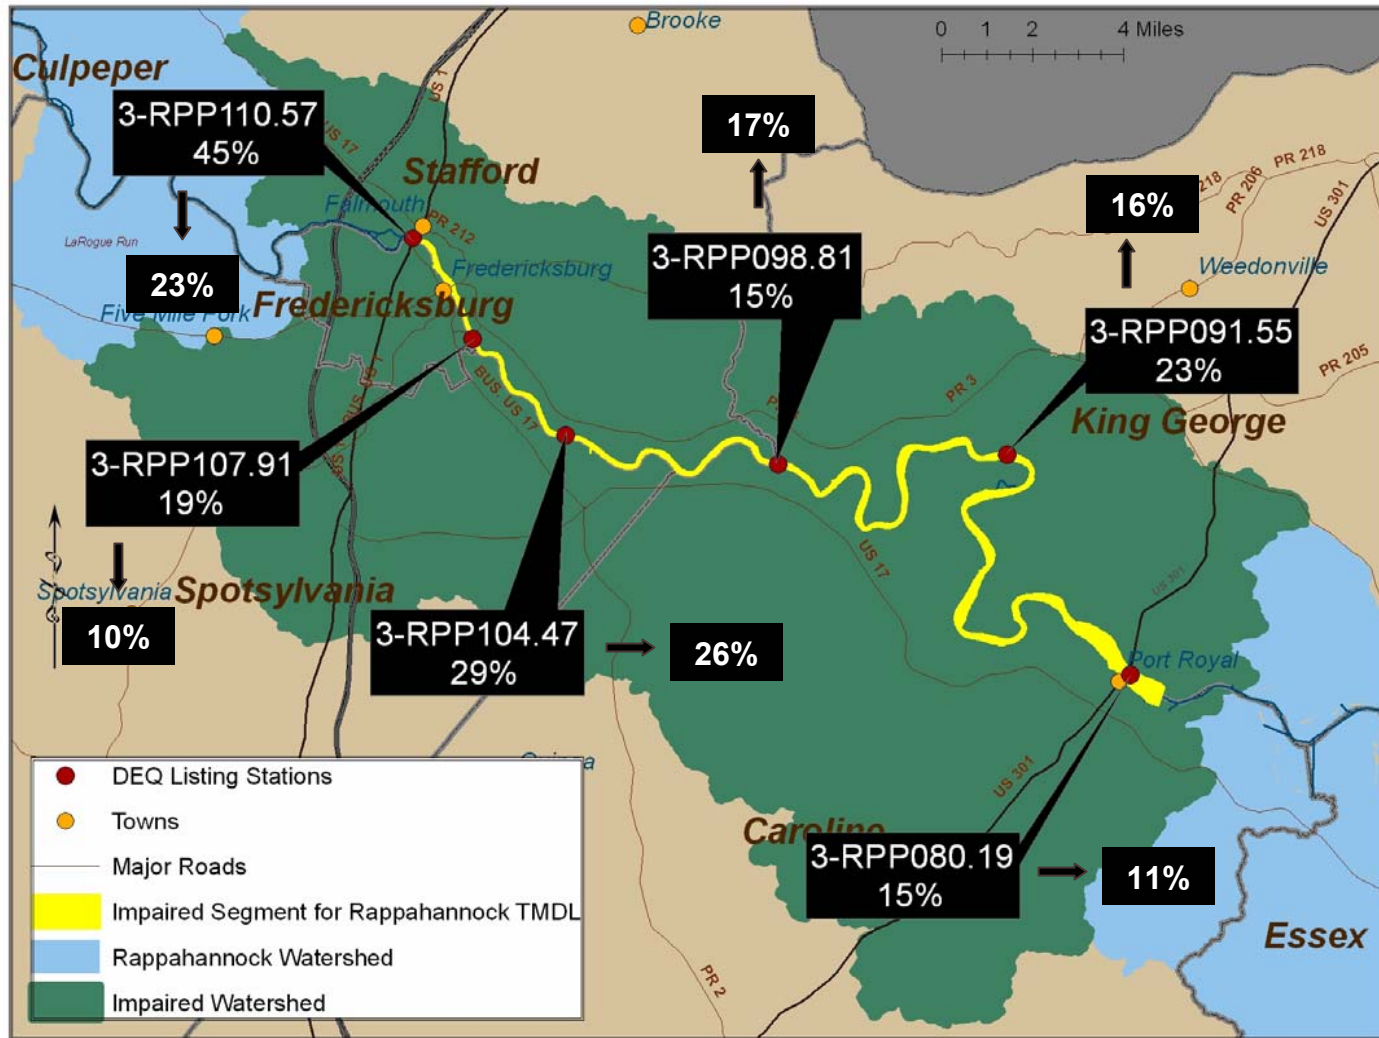 Brooke
0 1 2 4 Miles
Culpeper
US 1
3-RPP110.57
45%
US 17
17%
Stafford
PR 218
218
PR 206
US 301
16%
Falmouth
PR 212
LaRogue Run
3-RPP098.81
15%
Fredericksburg
Weedonville
23%
Fredericksburg
Five Mile Fork
3-RPP091.55
23%
PR 205
BUS. US 17
PR 3
King George
3-RPP107.91
19%
US 17
US 301
Spotsylvania
Spotsylvania
10%
3-RPP104.47
29%
26%
Port Royal
US 301
DEQ Listing Stations
Towns
Major Roads
Impaired Segment for Rappahannock TMDL
Rappahannock Watershed
Impaired Watershed
Caroline
3-RPP080.19
15%
11%
Essex
PR 2